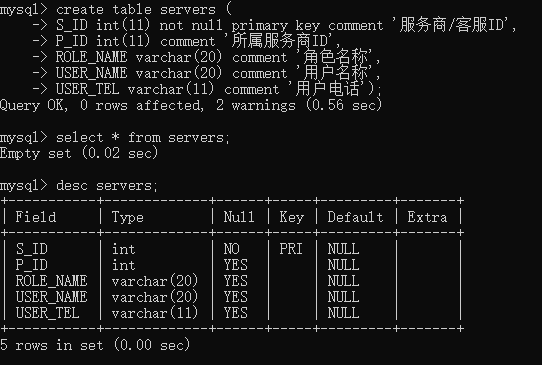 mysql> create table servers (
    -> S_ID int(11) not null primary key comment '服务商/客服ID',
    -> P_ID int(11) comment '所属服务商ID',
    -> ROLE_NAME varchar(20) comment '角色名称',
    -> USER_NAME varchar(20) comment '用户名称',
    -> USER_TEL varchar(11) comment '用户电话');
Query OK, 0 rows affected, 2 warnings (0.56 sec)
mysql> select * from servers;
Empty set (0.02 sec)
mysql> desc servers;
+-----------+-------------+------+-----+---------+-------+
| Field     | Type        | Null | Key | Default | Extra |
+-----------+-------------+------+-----+---------+-------+
| S_ID      | int         | NO   | PRI | NULL    |       |
| P_ID      | int         | YES  |     | NULL    |       |
| ROLE_NAME | varchar(20) | YES  |     | NULL    |       |
| USER_NAME | varchar(20) | YES  |     | NULL    |       |
| USER_TEL  | varchar(11) | YES  |     | NULL    |       |
+-----------+-------------+------+-----+---------+-------+
5 rows in set (0.00 sec)